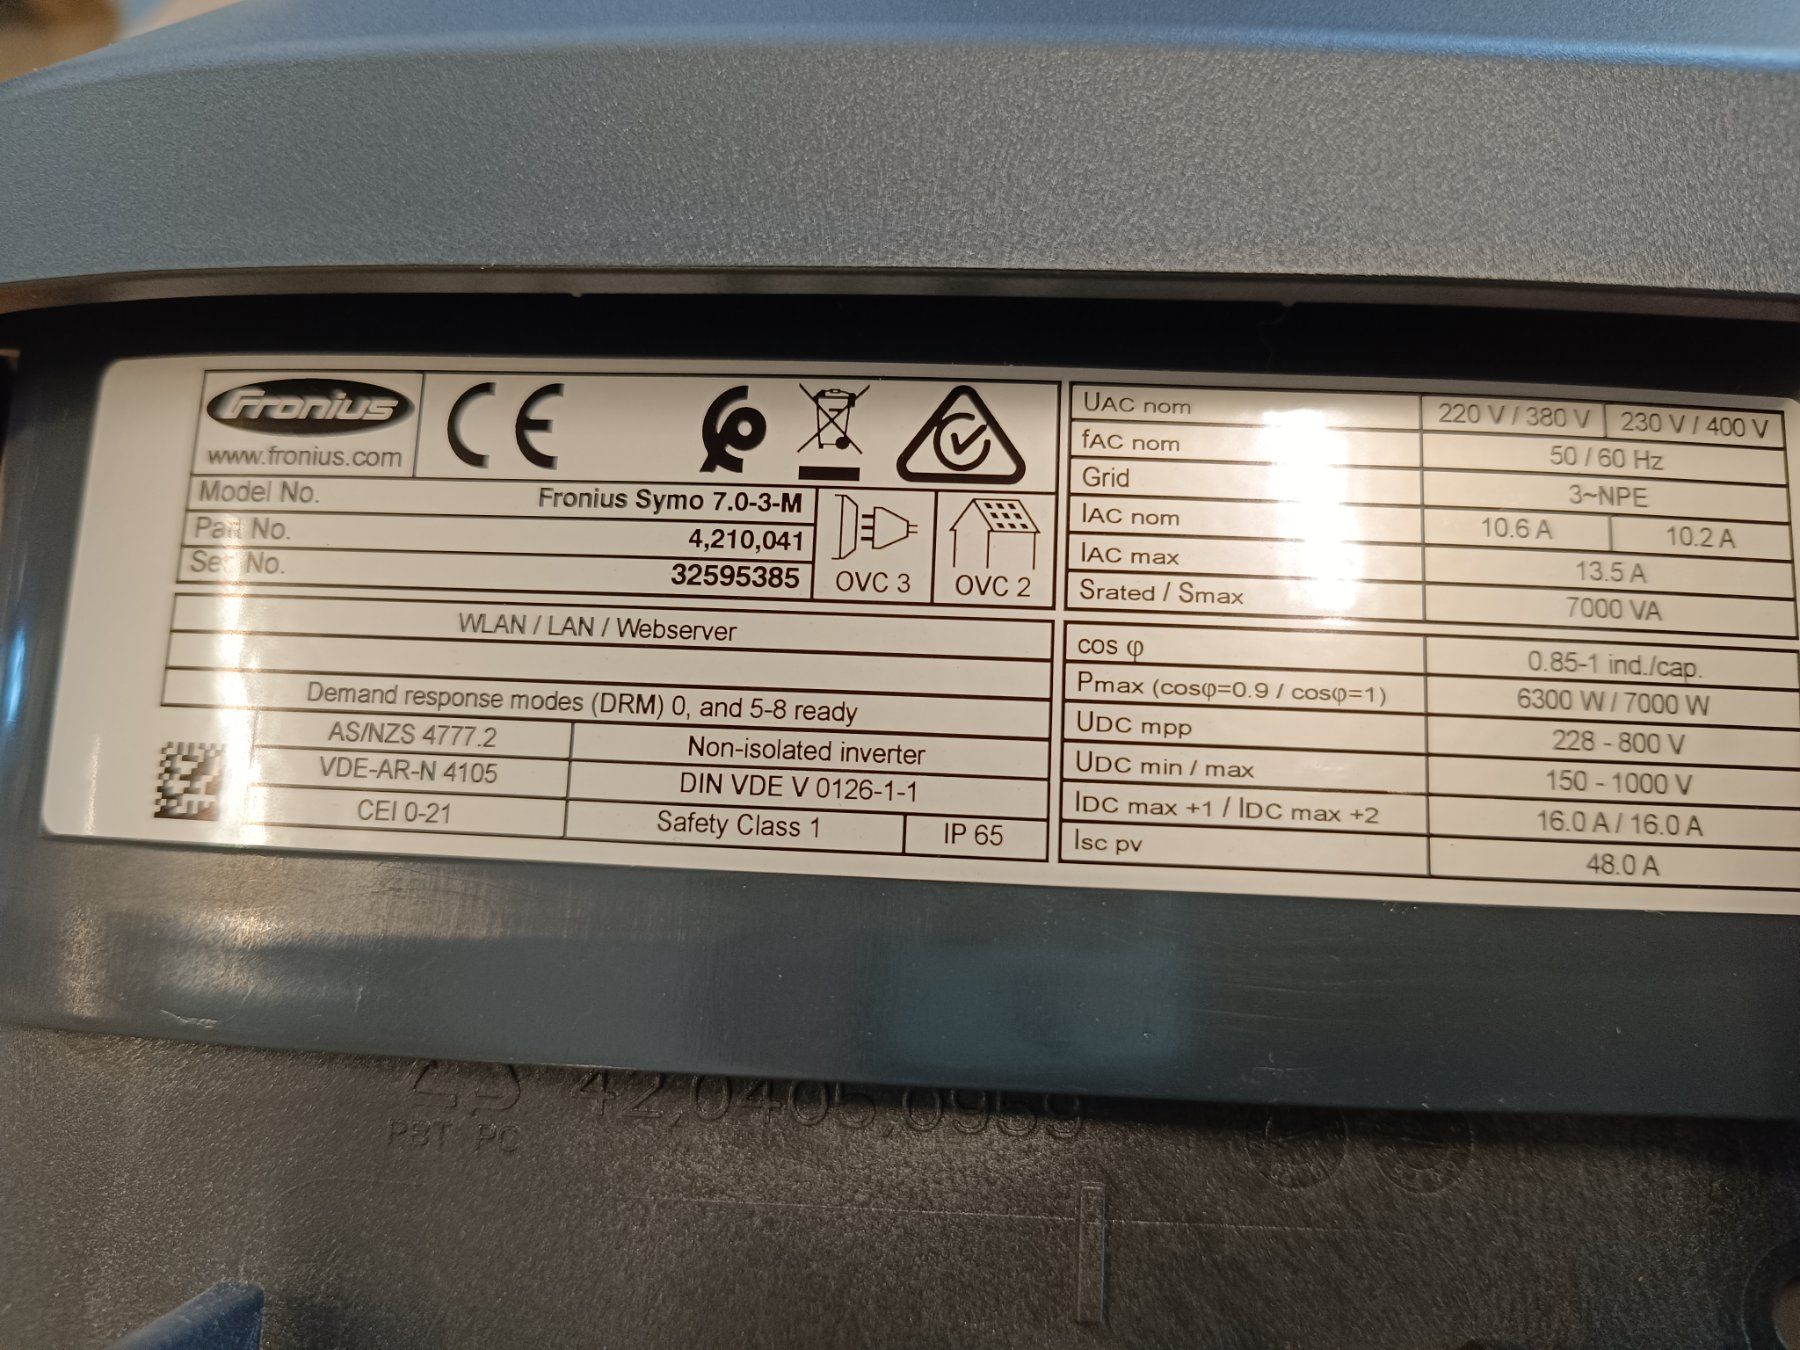 Fronius
www.fronius.com
CE
Model No. Fronius Symo 7.0-3-M
Part No. 4,210,041
Ser. No. 32595385
OVC 3
OVC 2
WLAN / LAN / Webserver
Demand response modes (DRM) 0, and 5-8 ready
AS/NZS 4777.2
Non-isolated inverter
VDE-AR-N 4105
DIN VDE V 0126-1-1
CEI 0-21
Safety Class 1
IP 65
UAC nom 220 V / 380 V 230 V / 400 V
fAC nom 50 / 60 Hz
Grid 3~NPE
IAC nom 10.6 A 10.2 A
IAC max 13.5 A
Srated / Smax 7000 VA
cos φ 0.85-1 ind./cap.
Pmax (cosφ=0.9 / cosφ=1) 6300 W / 7000 W
UDC mpp 228 - 800 V
UDC min / max 150 - 1000 V
IDC max +1 / IDC max +2 16.0 A / 16.0 A
Isc pv 48.0 A
42,0405,0959
PBT PC